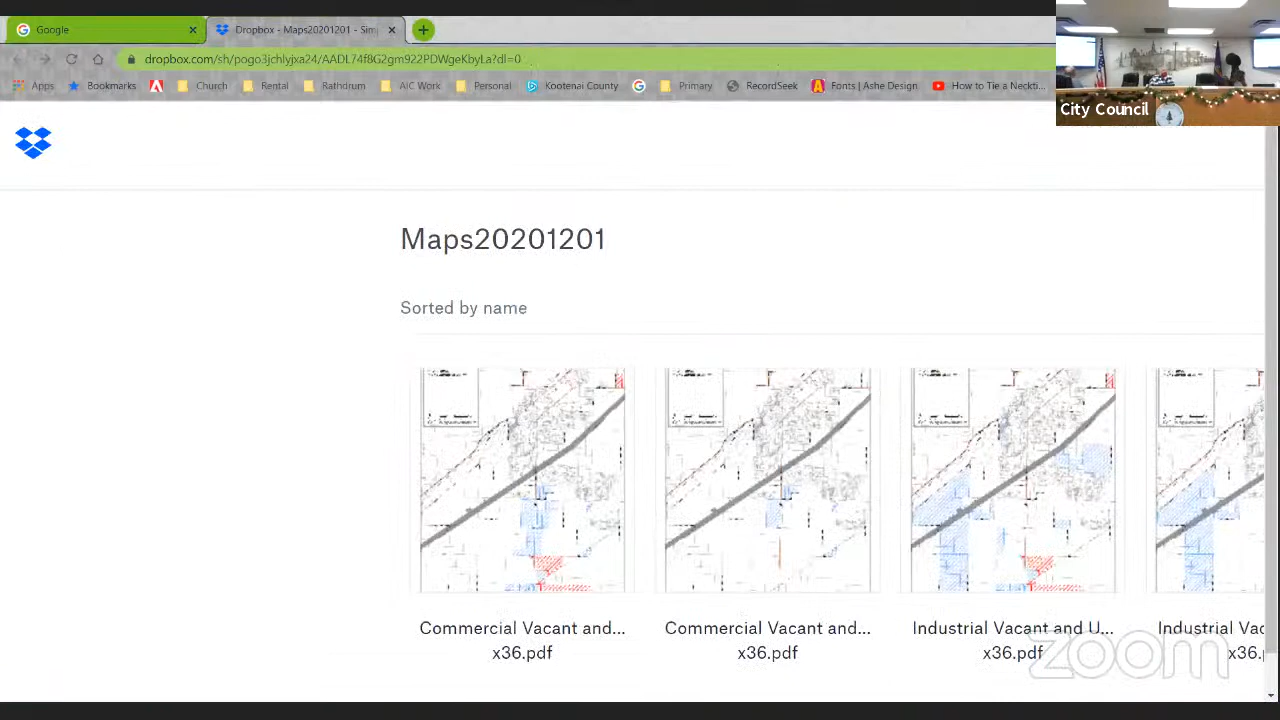 Google
Dropbox - Maps20201201 - Sim
dropbox.com/sh/pogo3jchlyjxa24/AADL74f8G2gm922PDWgeKbyLa?dl=0
Apps Bookmarks Church Rental Rathdrum AIC Work Personal Kootenai County Primary RecordSeek Fonts | Ashe Design How to Tie a Neckti...
City Council
Maps20201201
Sorted by name
Commercial Vacant and... x36.pdf
Commercial Vacant and... x36.pdf
Industrial Vacant and U... x36.pdf
Industrial Vac x36.
zoom